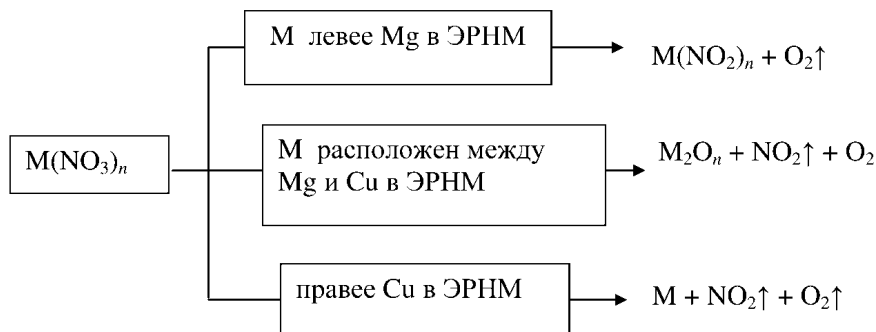 М левее Mg в ЭРНМ
M(NO₂)ₙ + O₂↑
M(NO₃)ₙ
М расположен между
Mg и Cu в ЭРНМ
M₂Oₙ + NO₂↑ + O₂
правее Cu в ЭРНМ
M + NO₂↑ + O₂↑